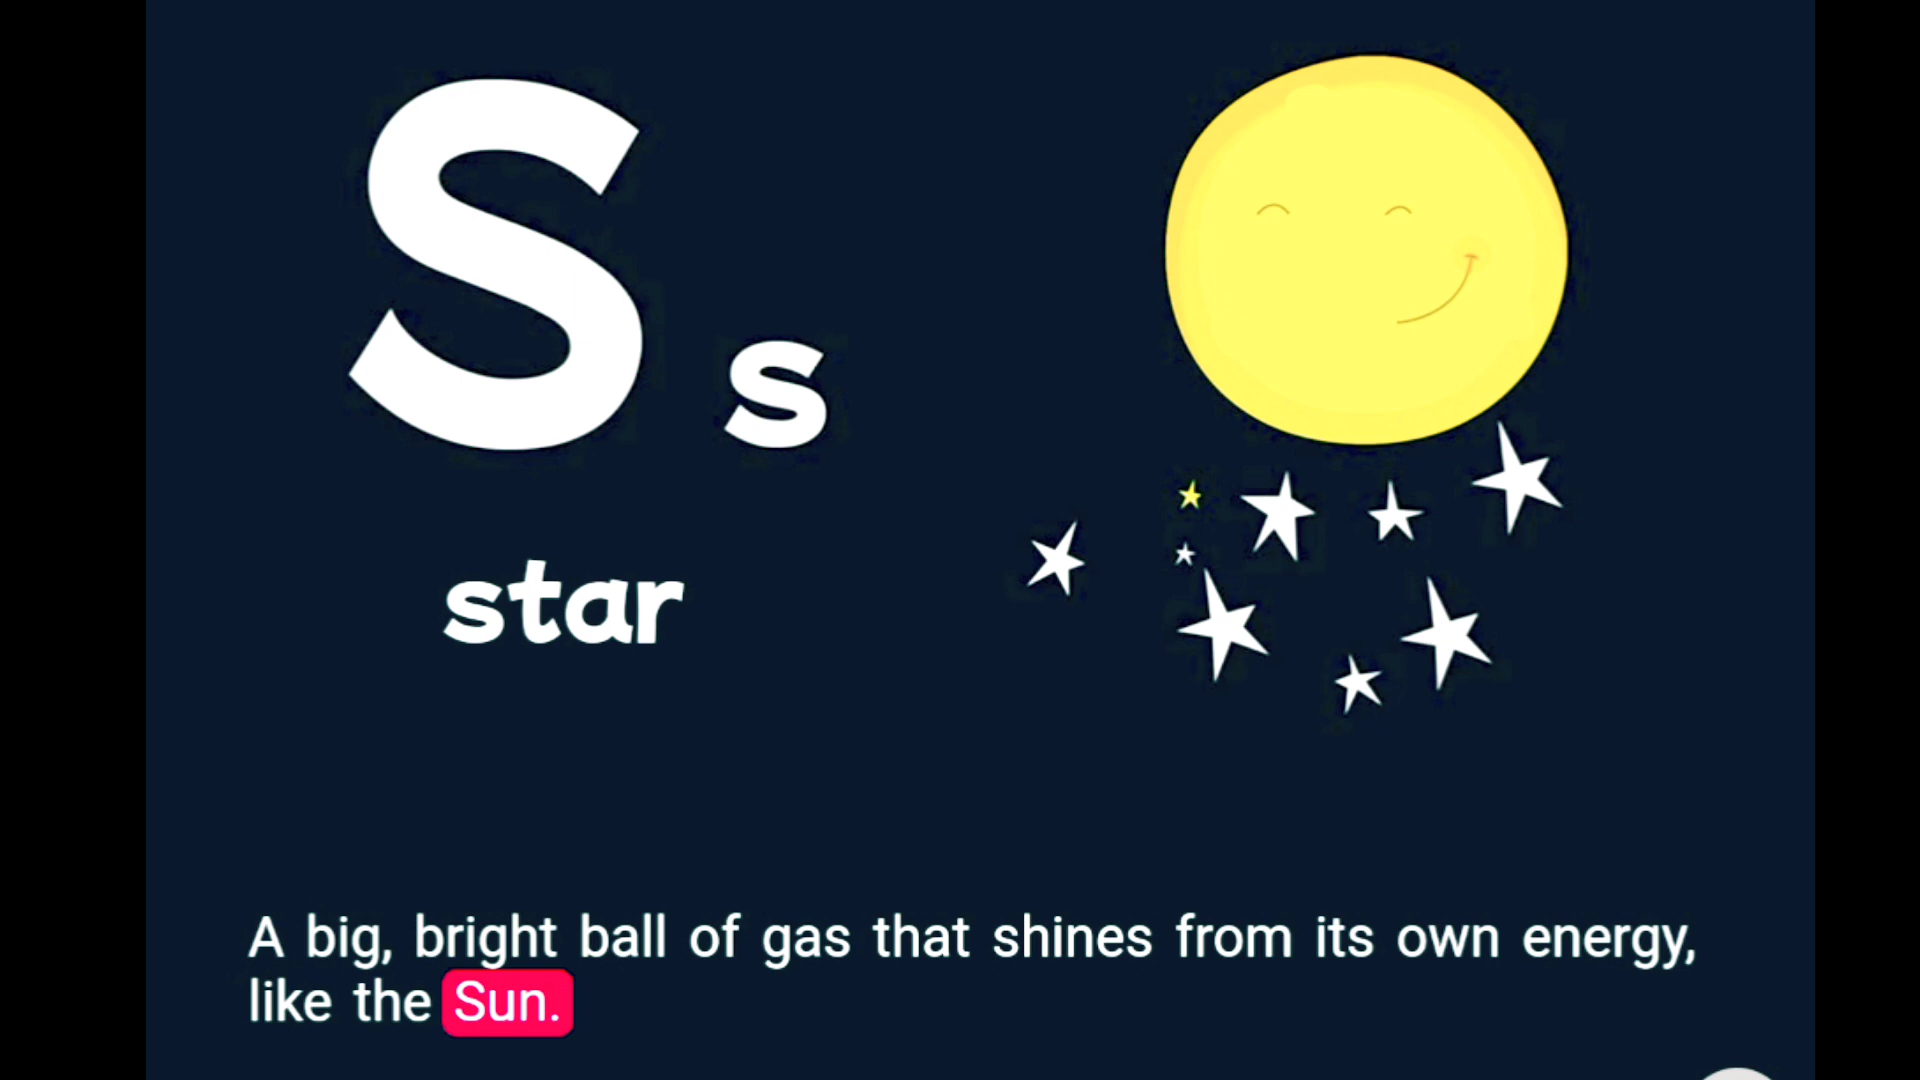 S s
star
A big, bright ball of gas that shines from its own energy,
like the Sun.